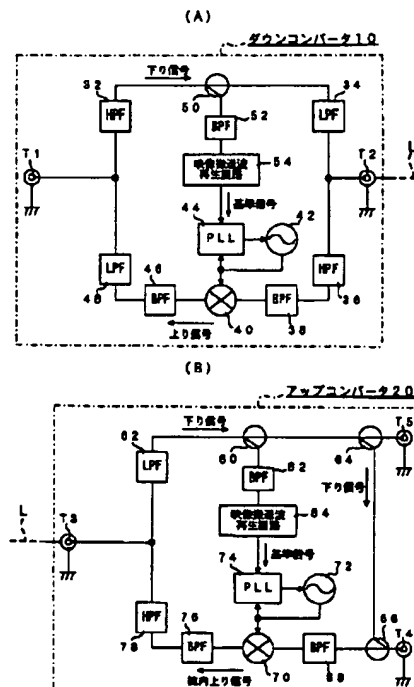 (A)
ダウンコンバータ10
下り信号
32
HPF
50
BPF
52
34
LPF
映像搬送波
再生回路
54
T1
T2
L
基準信号
44
PLL
42
LPF
48
46
BPF
40
BPF
38
HPF
36
上り信号
(B)
アップコンバータ20
下り信号
T5
62
LPF
60
64
BPF
82
下り信号
映像搬送波
再生回路
84
L
T3
基準信号
74
PLL
72
HPF
78
76
BPF
70
BPF
68
66
T4
棟内上り信号